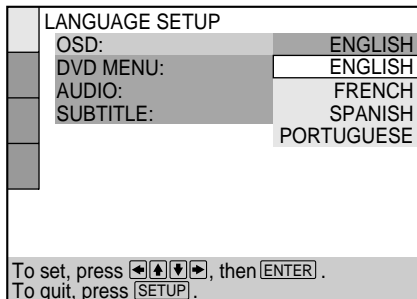 LANGUAGE SETUP
OSD: ENGLISH
DVD MENU: ENGLISH
AUDIO: FRENCH
SUBTITLE: SPANISH
PORTUGUESE
To set, press ←↑↓→, then ENTER .
To quit, press SETUP .